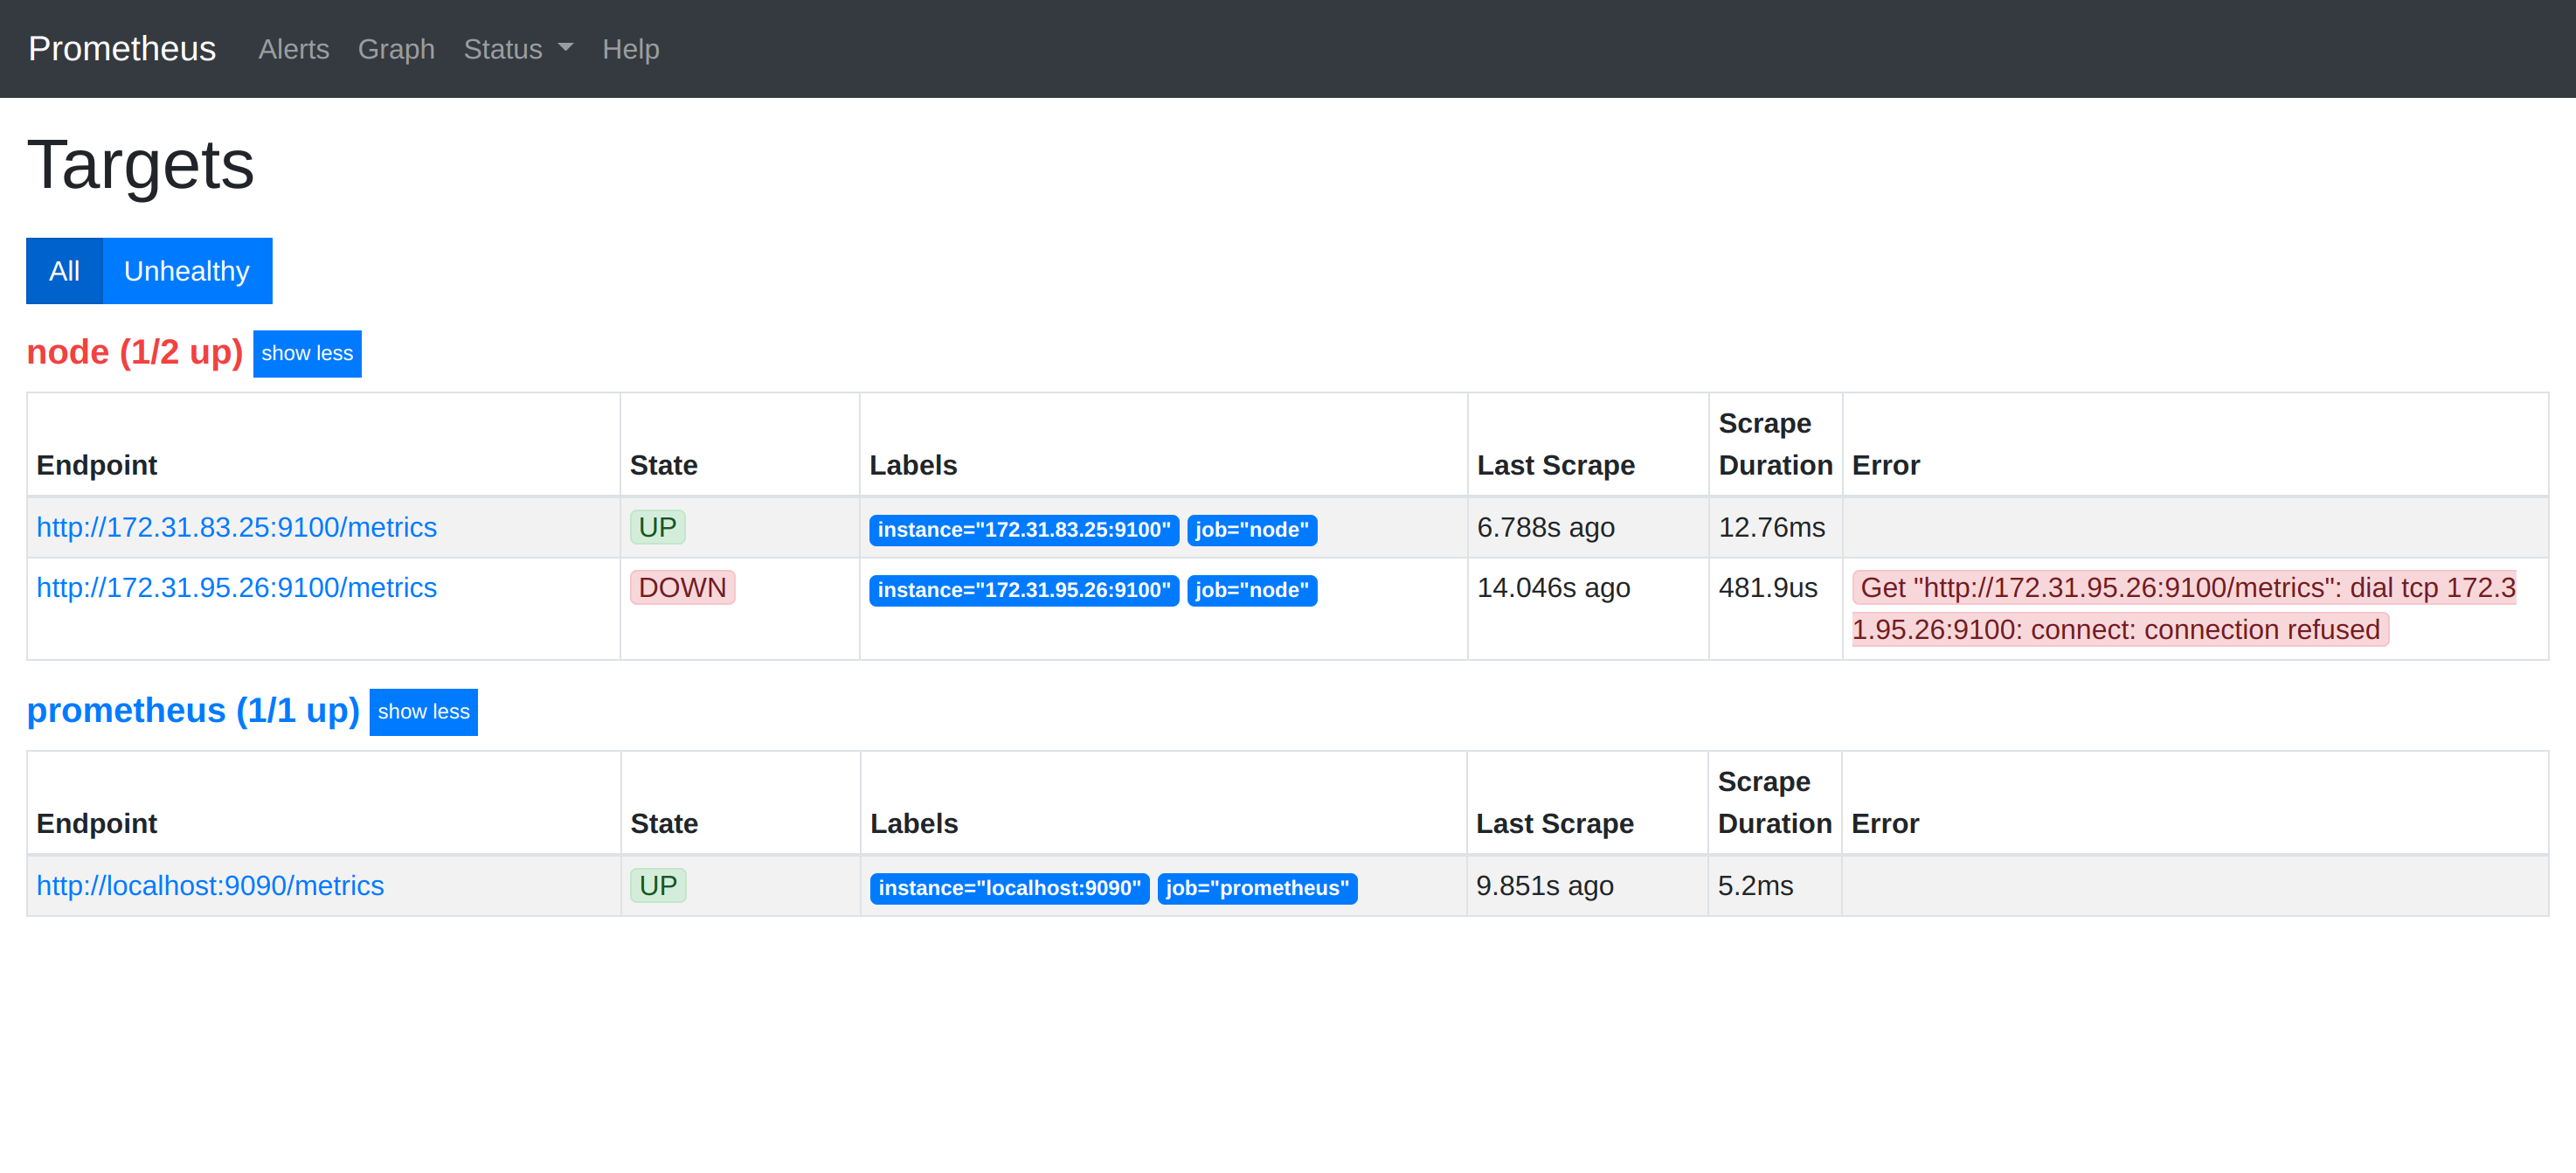 Prometheus Alerts Graph Status Help
Targets
All Unhealthy
node (1/2 up) show less
Endpoint State Labels Last Scrape Scrape Duration Error
http://172.31.83.25:9100/metrics UP instance="172.31.83.25:9100" job="node" 6.788s ago 12.76ms
http://172.31.95.26:9100/metrics DOWN instance="172.31.95.26:9100" job="node" 14.046s ago 481.9us Get "http://172.31.95.26:9100/metrics": dial tcp 172.3
1.95.26:9100: connect: connection refused
prometheus (1/1 up) show less
Endpoint State Labels Last Scrape Scrape Duration Error
http://localhost:9090/metrics UP instance="localhost:9090" job="prometheus" 9.851s ago 5.2ms